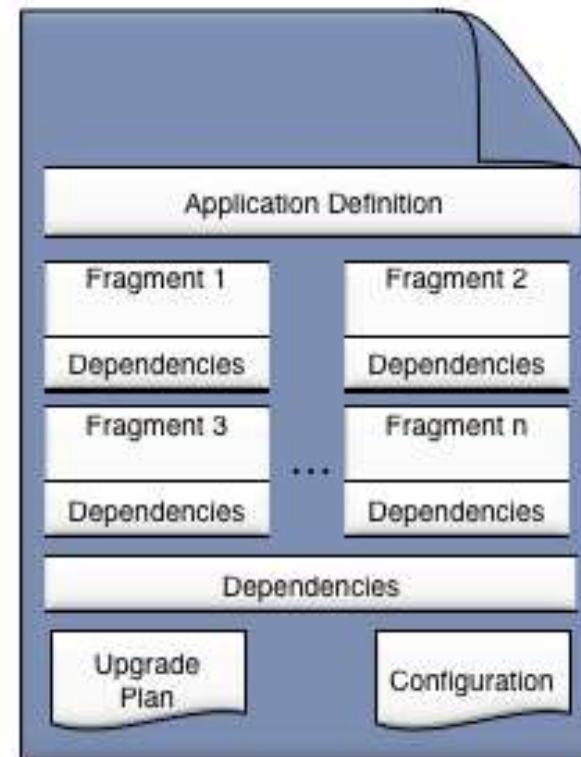 Application Definition
Fragment 1
Fragment 2
Dependencies
Dependencies
Fragment 3
Fragment n
...
Dependencies
Dependencies
Dependencies
Upgrade
Plan
Configuration